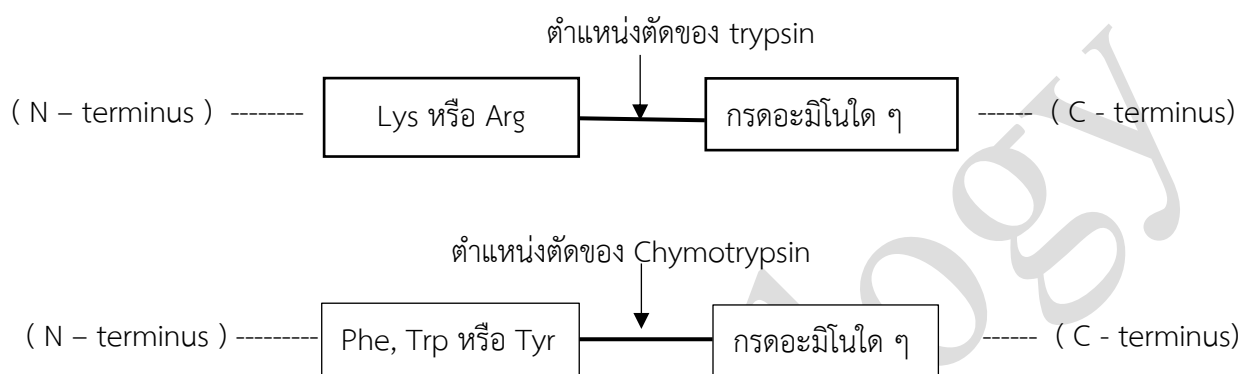 ตำแหน่งตัดของ trypsin
( N – terminus ) -------- Lys หรือ Arg กรดอะมิโนใด ๆ ------ ( C - terminus)
ตำแหน่งตัดของ Chymotrypsin
( N – terminus ) --------- Phe, Trp หรือ Tyr กรดอะมิโนใด ๆ ------ ( C - terminus)